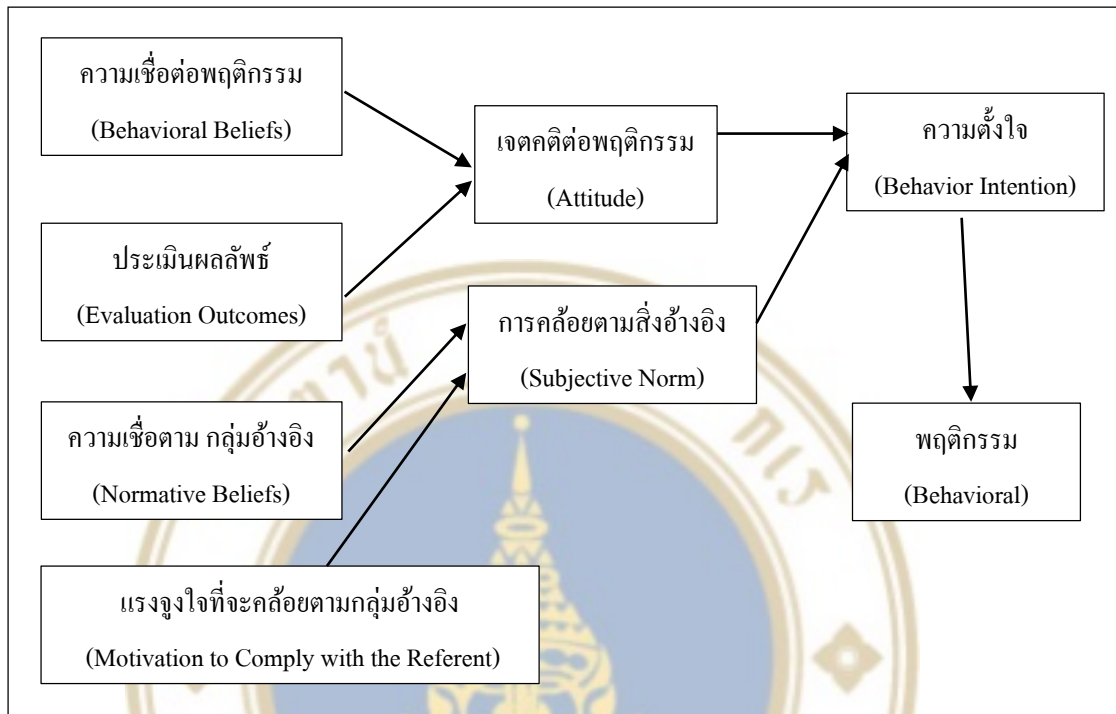 ความเชื่อต่อพฤติกรรม
(Behavioral Beliefs)
ประเมินผลลัพธ์
(Evaluation Outcomes)
ความเชื่อตาม กลุ่มอ้างอิง
(Normative Beliefs)
แรงจูงใจที่จะคล้อยตามกลุ่มอ้างอิง
(Motivation to Comply with the Referent)
เจตคติต่อพฤติกรรม
(Attitude)
การคล้อยตามสิ่งอ้างอิง
(Subjective Norm)
ความตั้งใจ
(Behavior Intention)
พฤติกรรม
(Behavioral)